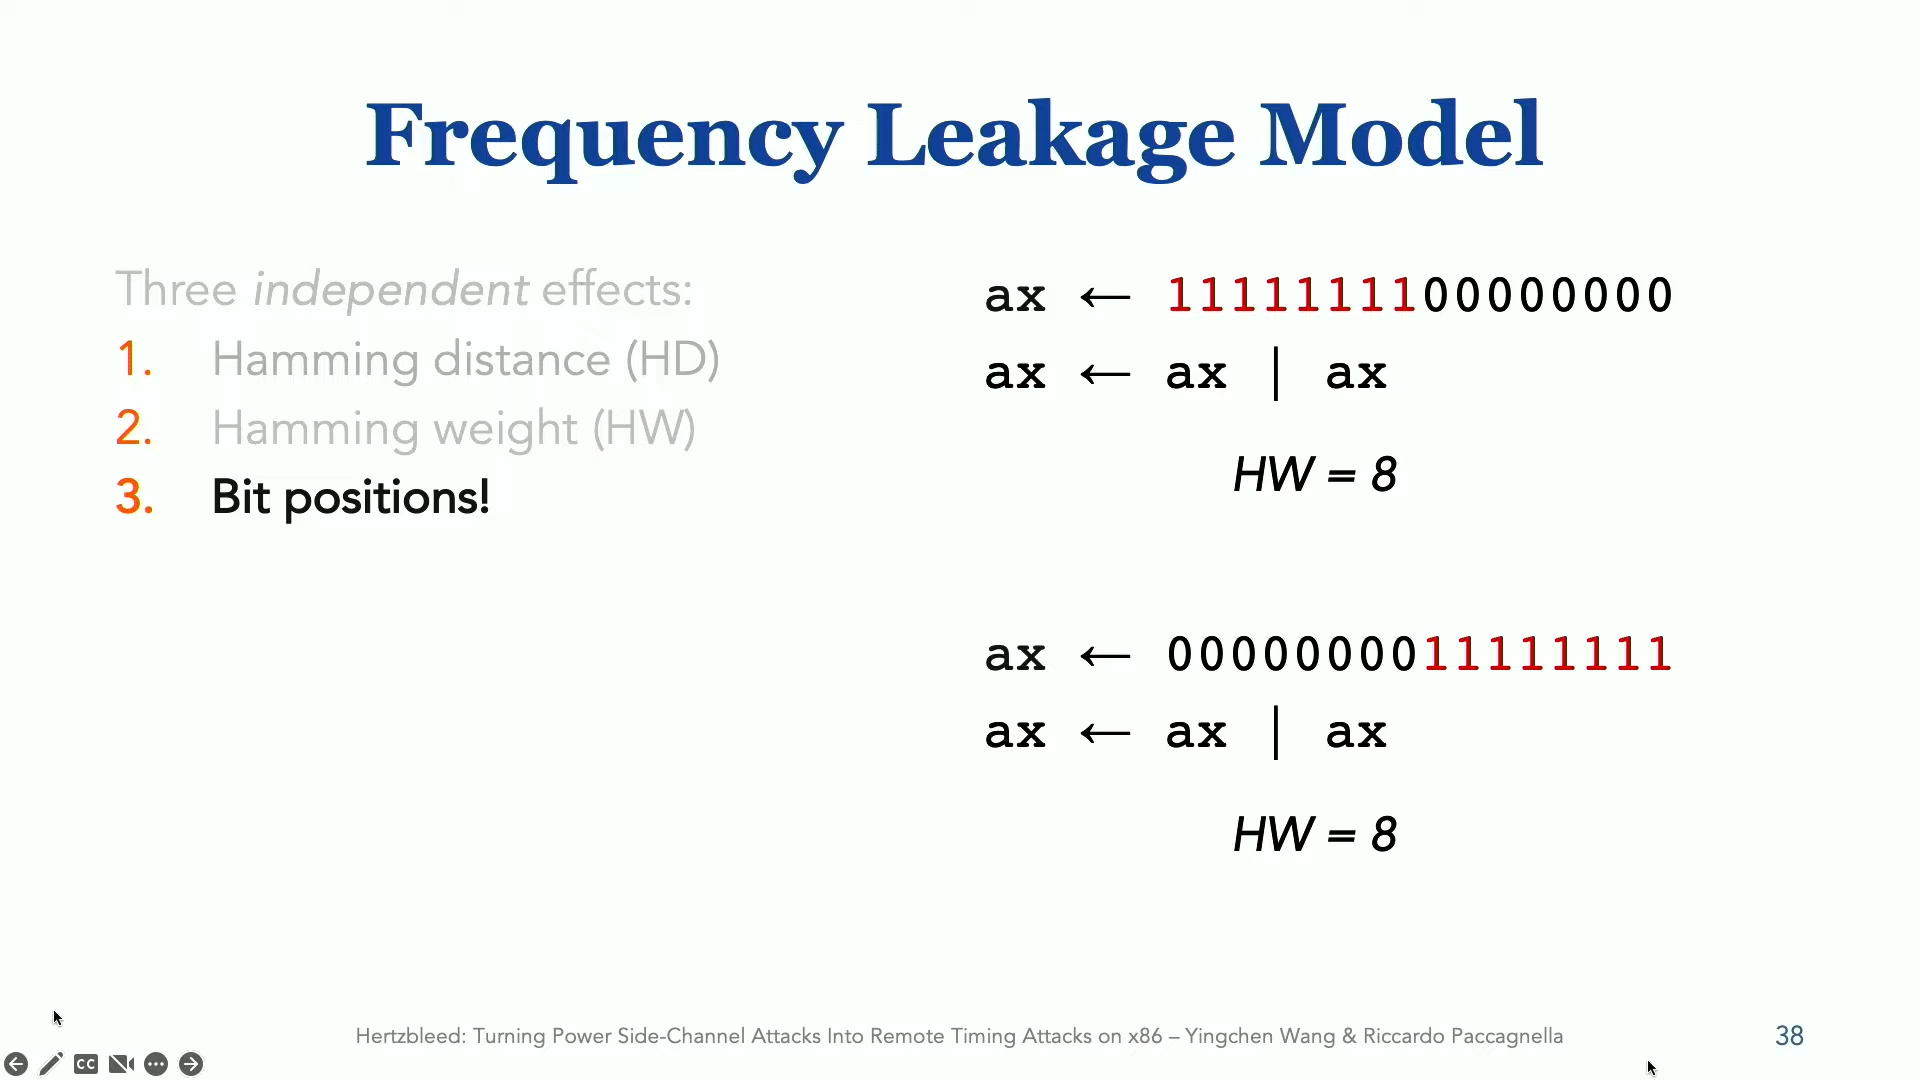 Frequency Leakage Model
Three independent effects:
1. Hamming distance (HD)
2. Hamming weight (HW)
3. Bit positions!
ax ← 1111111100000000
ax ← ax | ax
HW = 8
ax ← 0000000011111111
ax ← ax | ax
HW = 8
Hertzbleed: Turning Power Side-Channel Attacks Into Remote Timing Attacks on x86 – Yingchen Wang & Riccardo Paccagnella
38
CC